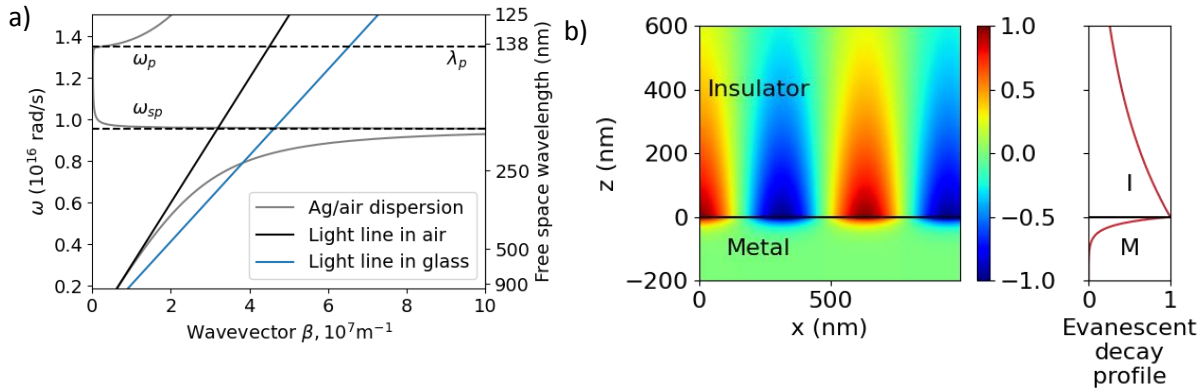 a)
1.4
1.2
1.0
0.8
0.6
0.4
0.2
ω (10¹⁶ rad/s)
ωₚ
λₚ
ωₛₚ
Ag/air dispersion
Light line in air
Light line in glass
0
2
4
6
8
10
Wavevector β, 10⁷m⁻¹
125
138
250
500
900
Free space wavelength (nm)
b)
600
400
200
0
−200
z (nm)
Insulator
Metal
0
500
x (nm)
1.0
0.5
0.0
−0.5
−1.0
I
M
0
1
Evanescent
decay
profile